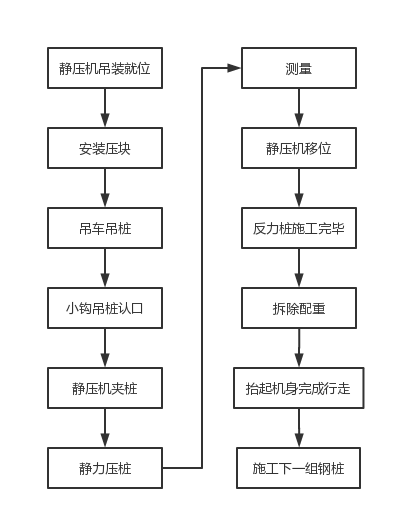 静压机吊装就位
安装压块
吊车吊桩
小钩吊桩认口
静压机夹桩
静力压桩
测量
静压机移位
反力桩施工完毕
拆除配重
抬起机身完成行走
施工下一组钢桩